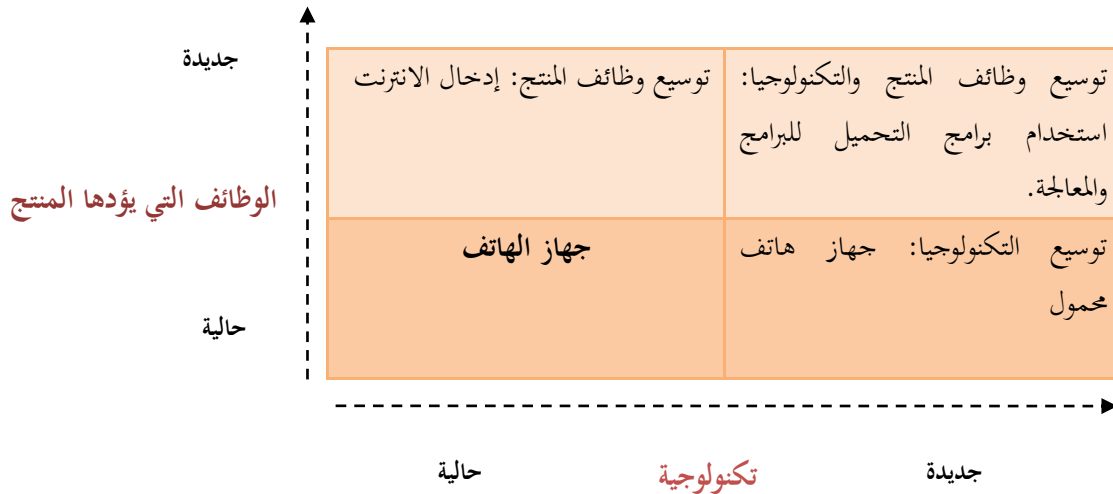 جديدة
توسيع وظائف المنتج والتكنولوجيا:
استخدام برامج التحميل للبرامج
والمعالجة.
توسيع وظائف المنتج: إدخال الانترنت
الوظائف التي يؤدها المنتج
توسيع التكنولوجيا: جهاز هاتف
محمول
جهاز الهاتف
حالية
جديدة
تكنولوجية
حالية